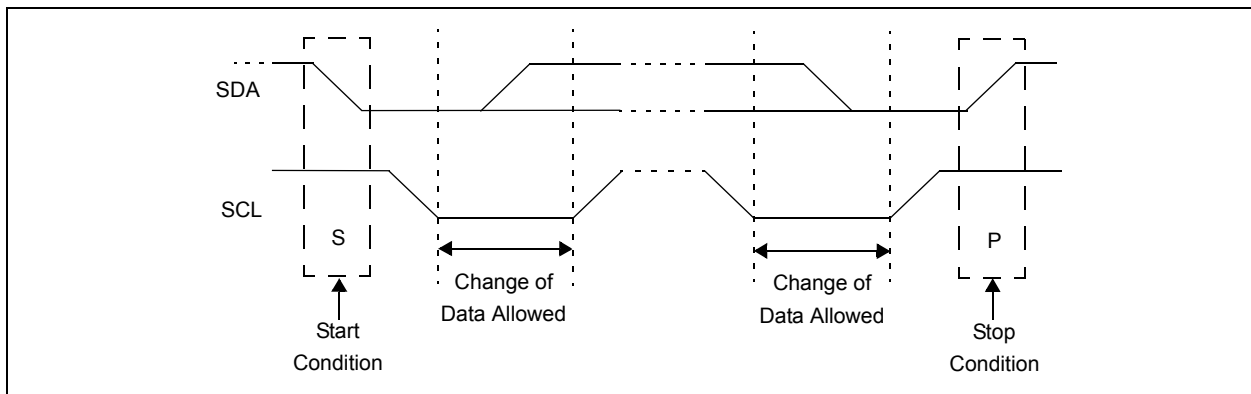 SDA
SCL
S
P
Change of
Data Allowed
Change of
Data Allowed
Start
Condition
Stop
Condition